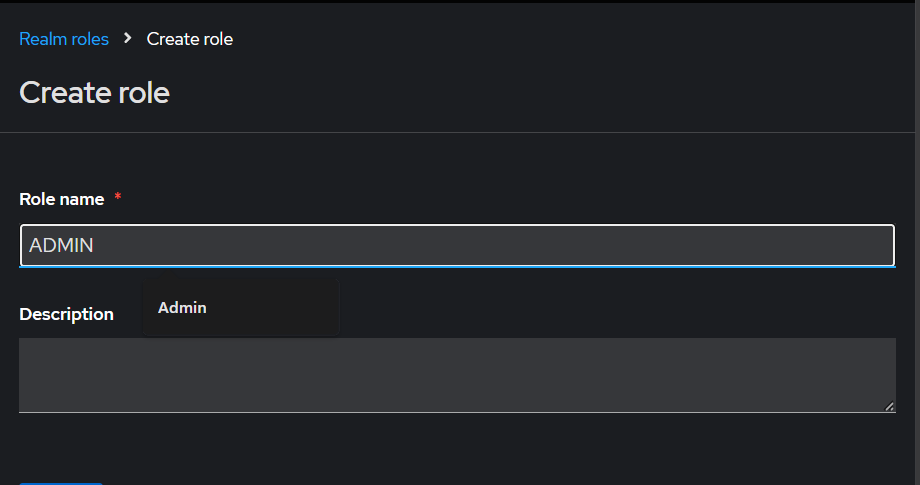 Realm roles > Create role
Create role
Role name *
ADMIN
Admin
Description